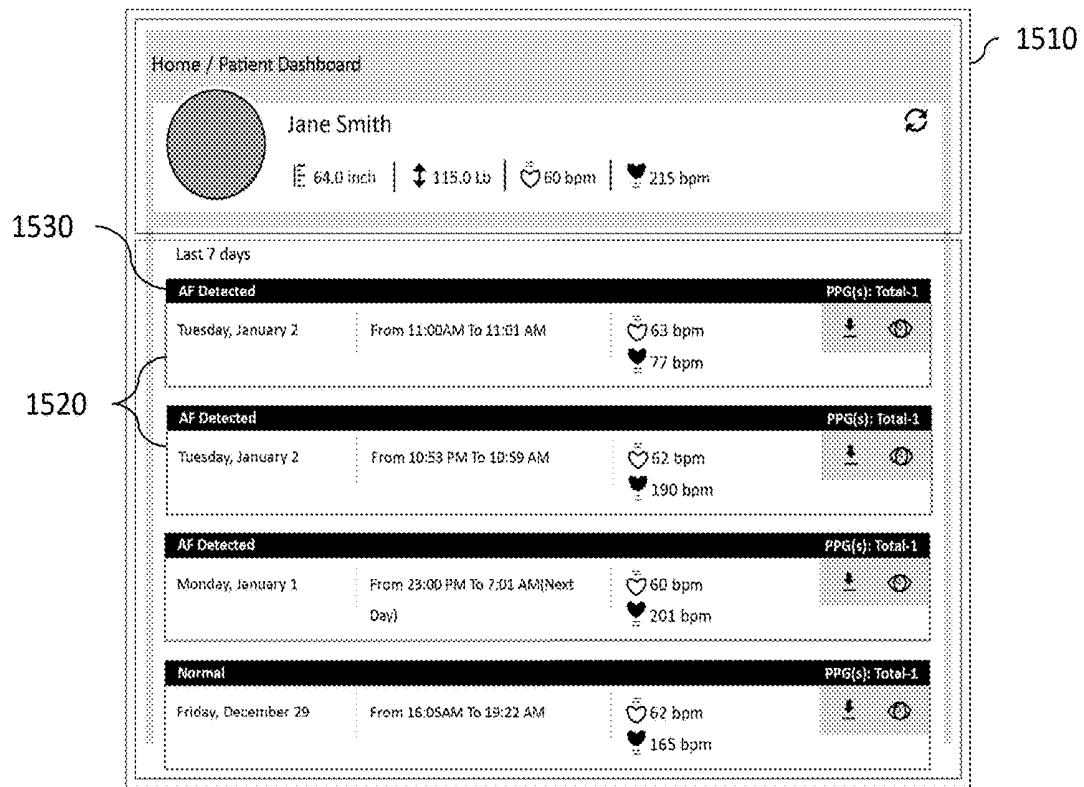 1510
Home / Patient Dashboard
Jane Smith
64.0 inch 115.0 Lb 60 bpm 215 bpm
1530
Last 7 days
AF Detected PPG(s): Total-1
Tuesday, January 2 From 11:00AM To 11:01 AM 63 bpm
77 bpm
1520
AF Detected PPG(s): Total-1
Tuesday, January 2 From 10:53 PM To 10:59 AM 62 bpm
190 bpm
AF Detected PPG(s): Total-1
Monday, January 1 From 23:00 PM To 7:01 AM(Next 60 bpm
Day) 201 bpm
Normal PPG(s): Total-1
Friday, December 29 From 16:05AM To 19:22 AM 62 bpm
165 bpm